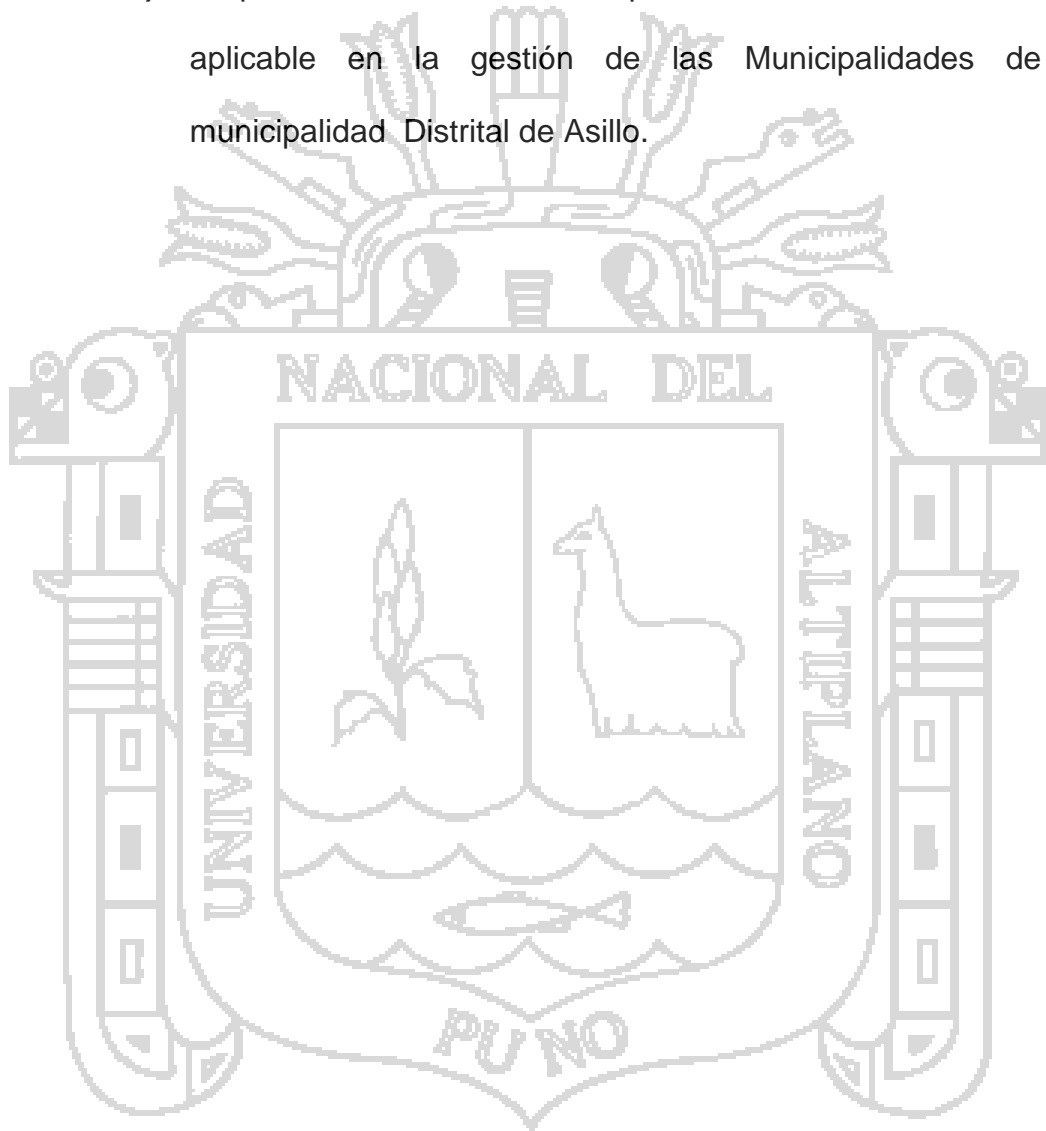 aplicable en la gestión de las Municipalidades de
municipalidad Distrital de Asillo.
NACIONAL DEL
UNIVERSIDAD
ALTIPLANO
PUNO